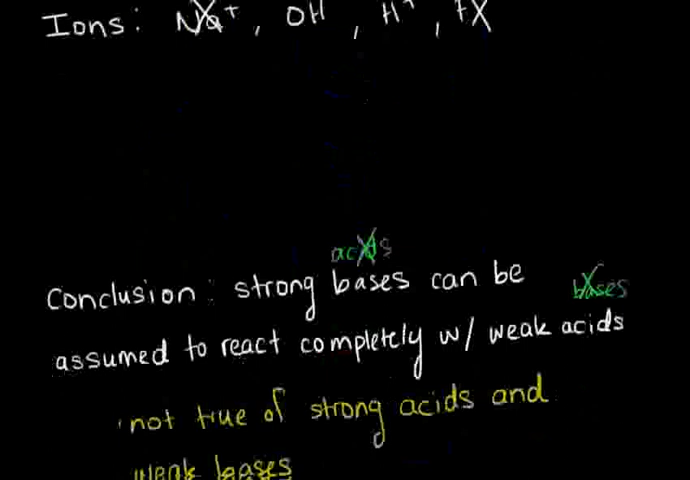 Ions: Na+, OH, H+, 
acids
Conclusion: strong bases can be
bases
assumed to react completely w/ weak acids
not true of strong acids and
weak bases